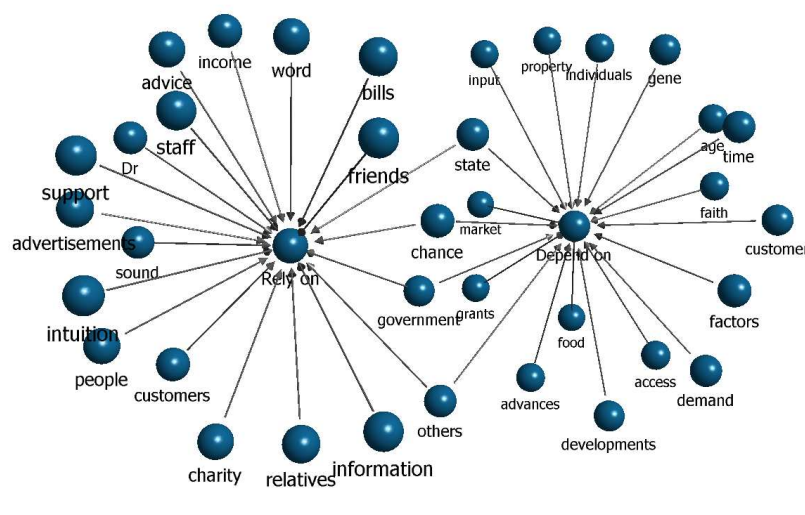 income
word
advice
bills
input
property
individuals
gene
staff
Dr
friends
state
age
time
support
advertisements
sound
market
chance
faith
customer
Rely on
Depend on
intuition
people
government
grants
food
factors
customers
others
advances
access
demand
developments
charity
relatives
information